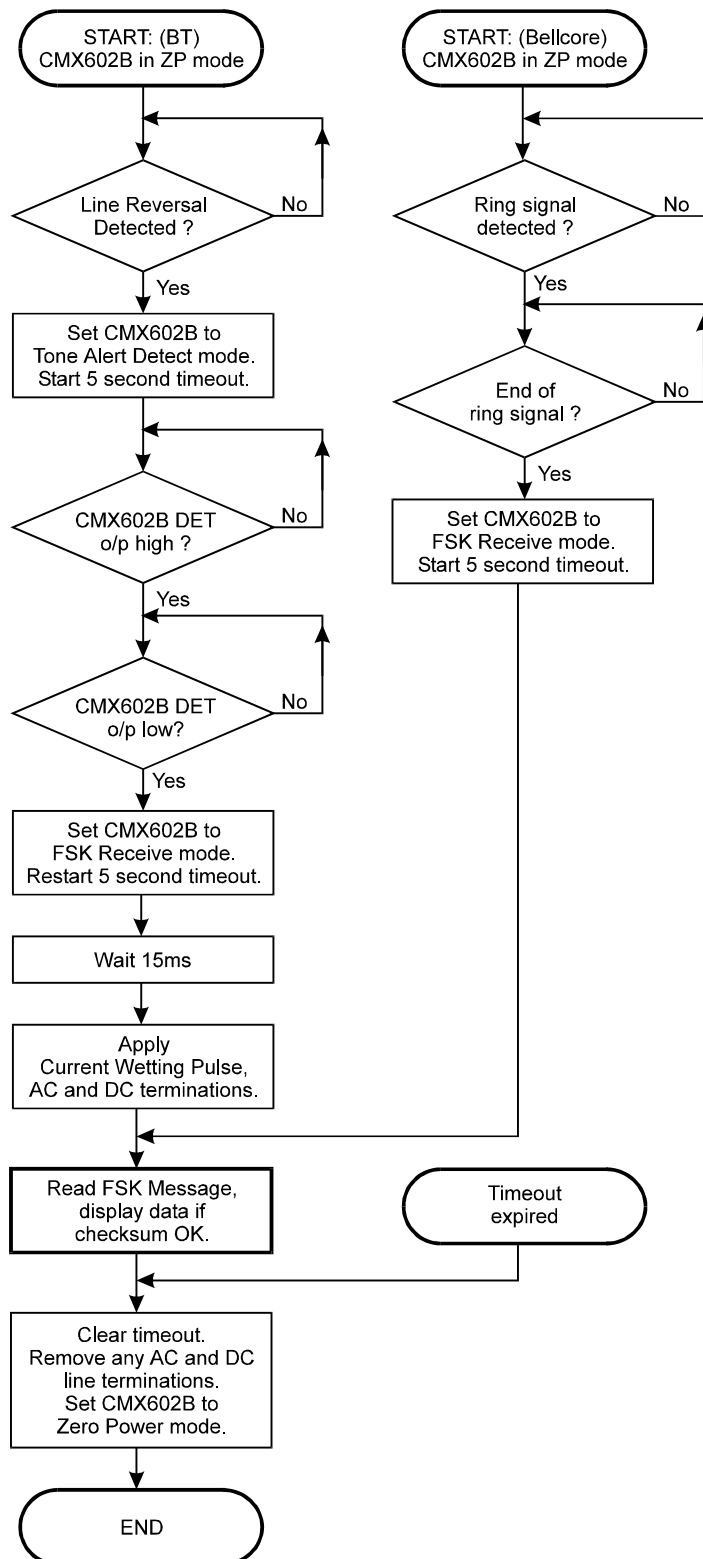 START: (BT)
CMX602B in ZP mode
Line Reversal
Detected ?
No
Yes
Set CMX602B to
Tone Alert Detect mode.
Start 5 second timeout.
CMX602B DET
o/p high ?
No
Yes
CMX602B DET
o/p low?
No
Yes
Set CMX602B to
FSK Receive mode.
Restart 5 second timeout.
Wait 15ms
Apply
Current Wetting Pulse,
AC and DC terminations.
Read FSK Message,
display data if
checksum OK.
Clear timeout.
Remove any AC and DC
line terminations.
Set CMX602B to
Zero Power mode.
END
START: (Bellcore)
CMX602B in ZP mode
Ring signal
detected ?
No
Yes
End of
ring signal ?
No
Yes
Set CMX602B to
FSK Receive mode.
Start 5 second timeout.
Timeout
expired